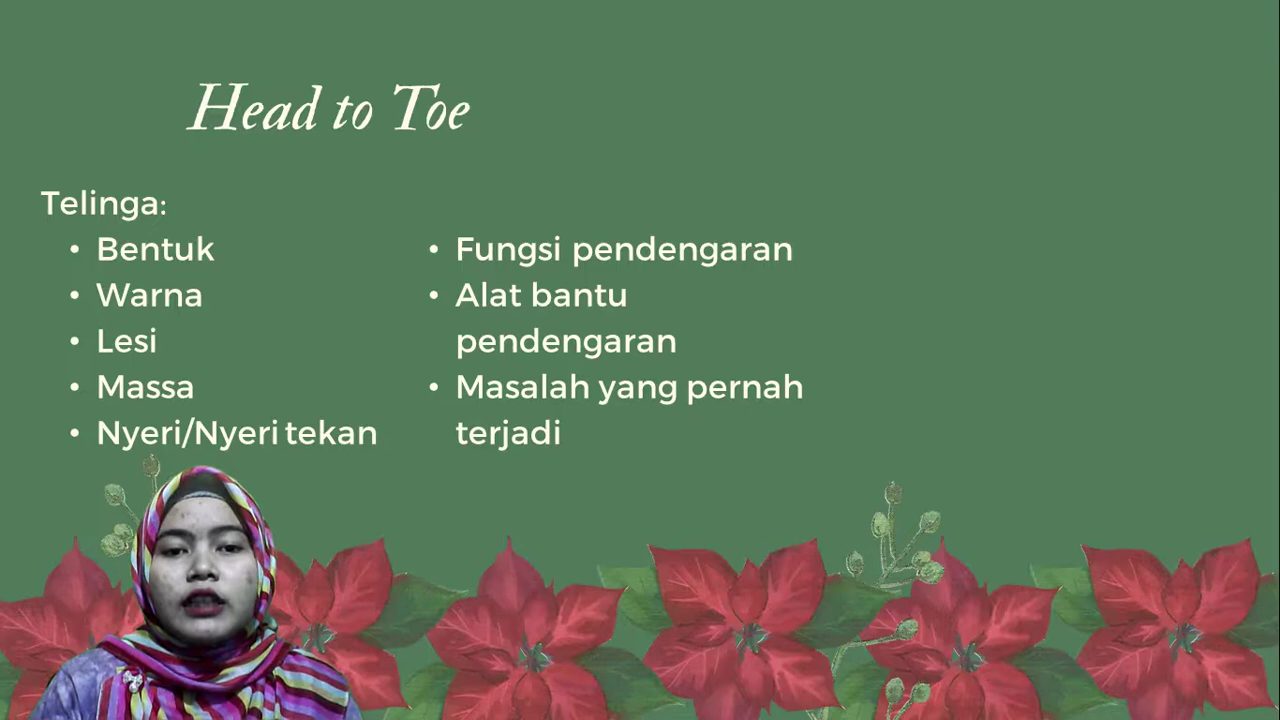 Head to Toe
Telinga:
• Bentuk
• Warna
• Lesi
• Massa
• Nyeri/Nyeri tekan
• Fungsi pendengaran
• Alat bantu
pendengaran
• Masalah yang pernah
terjadi